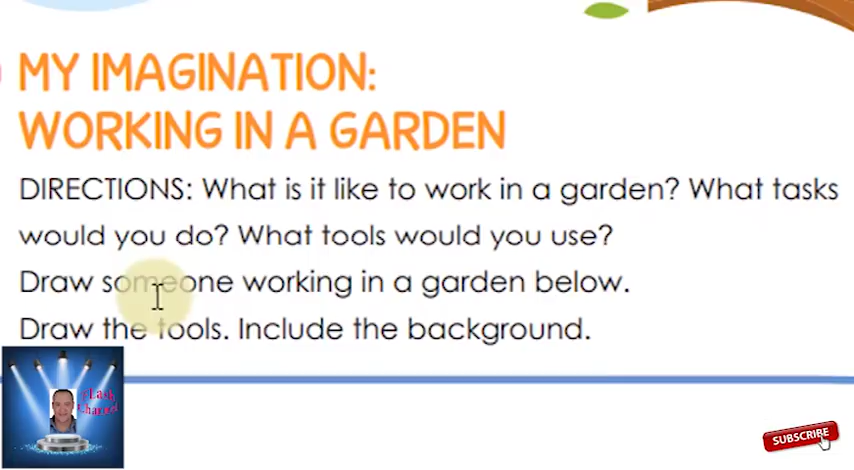 MY IMAGINATION:
WORKING IN A GARDEN
DIRECTIONS: What is it like to work in a garden? What tasks
would you do? What tools would you use?
Draw someone working in a garden below.
Draw the tools. Include the background.
Channel
SUBSCRIBE